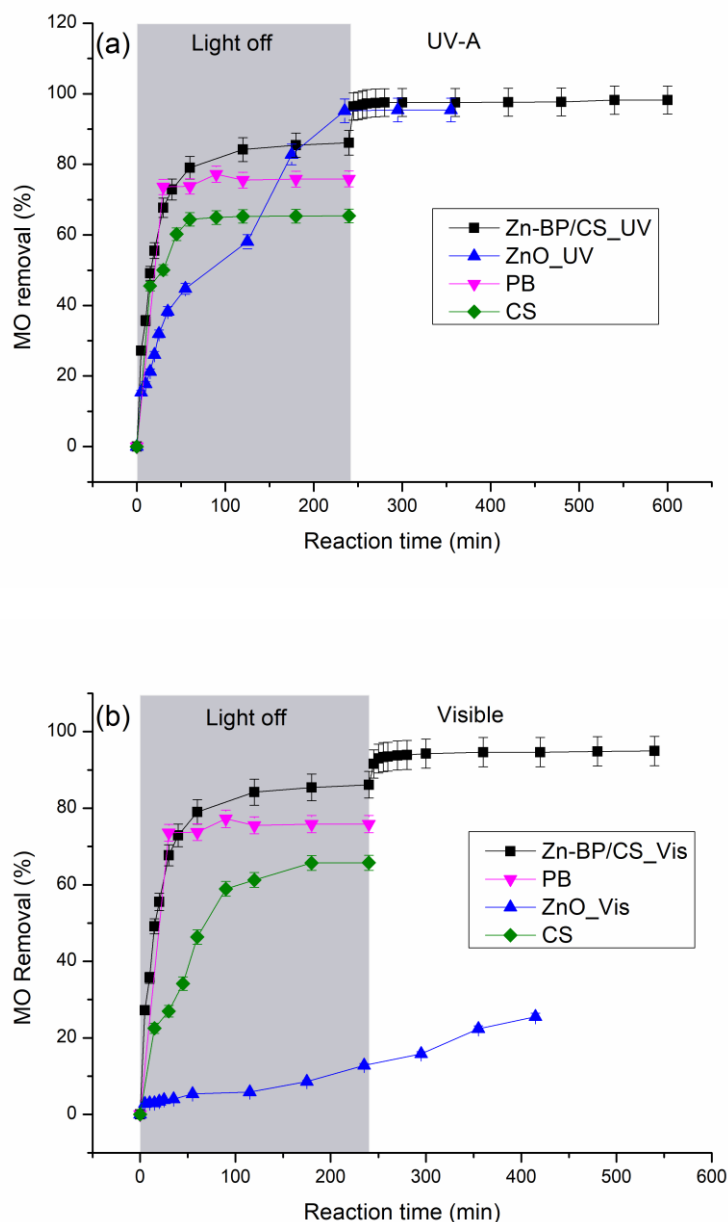 120
(a)
Light off
UV-A
100
80
60
40
20
0
MO removal (%)
Zn-BP/CS_UV
ZnO_UV
PB
CS
0 100 200 300 400 500 600
Reaction time (min)
(b)
Light off
Visible
100
80
60
40
20
0
MO Removal (%)
Zn-BP/CS_Vis
PB
ZnO_Vis
CS
0 100 200 300 400 500 600
Reaction time (min)